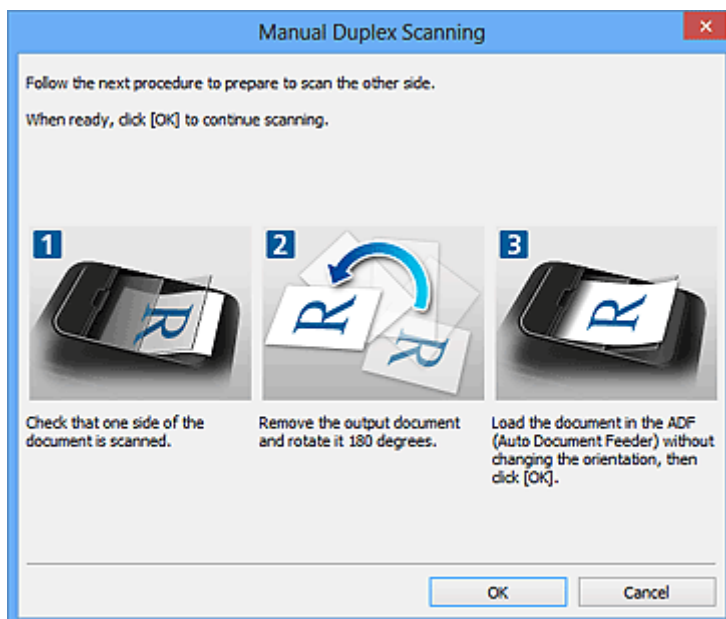 Manual Duplex Scanning
Follow the next procedure to prepare to scan the other side.
When ready, click [OK] to continue scanning.
1
R
Check that one side of the
document is scanned.
2
R
R
Remove the output document
and rotate it 180 degrees.
3
R
Load the document in the ADF
(Auto Document Feeder) without
changing the orientation, then
click [OK].
OK
Cancel